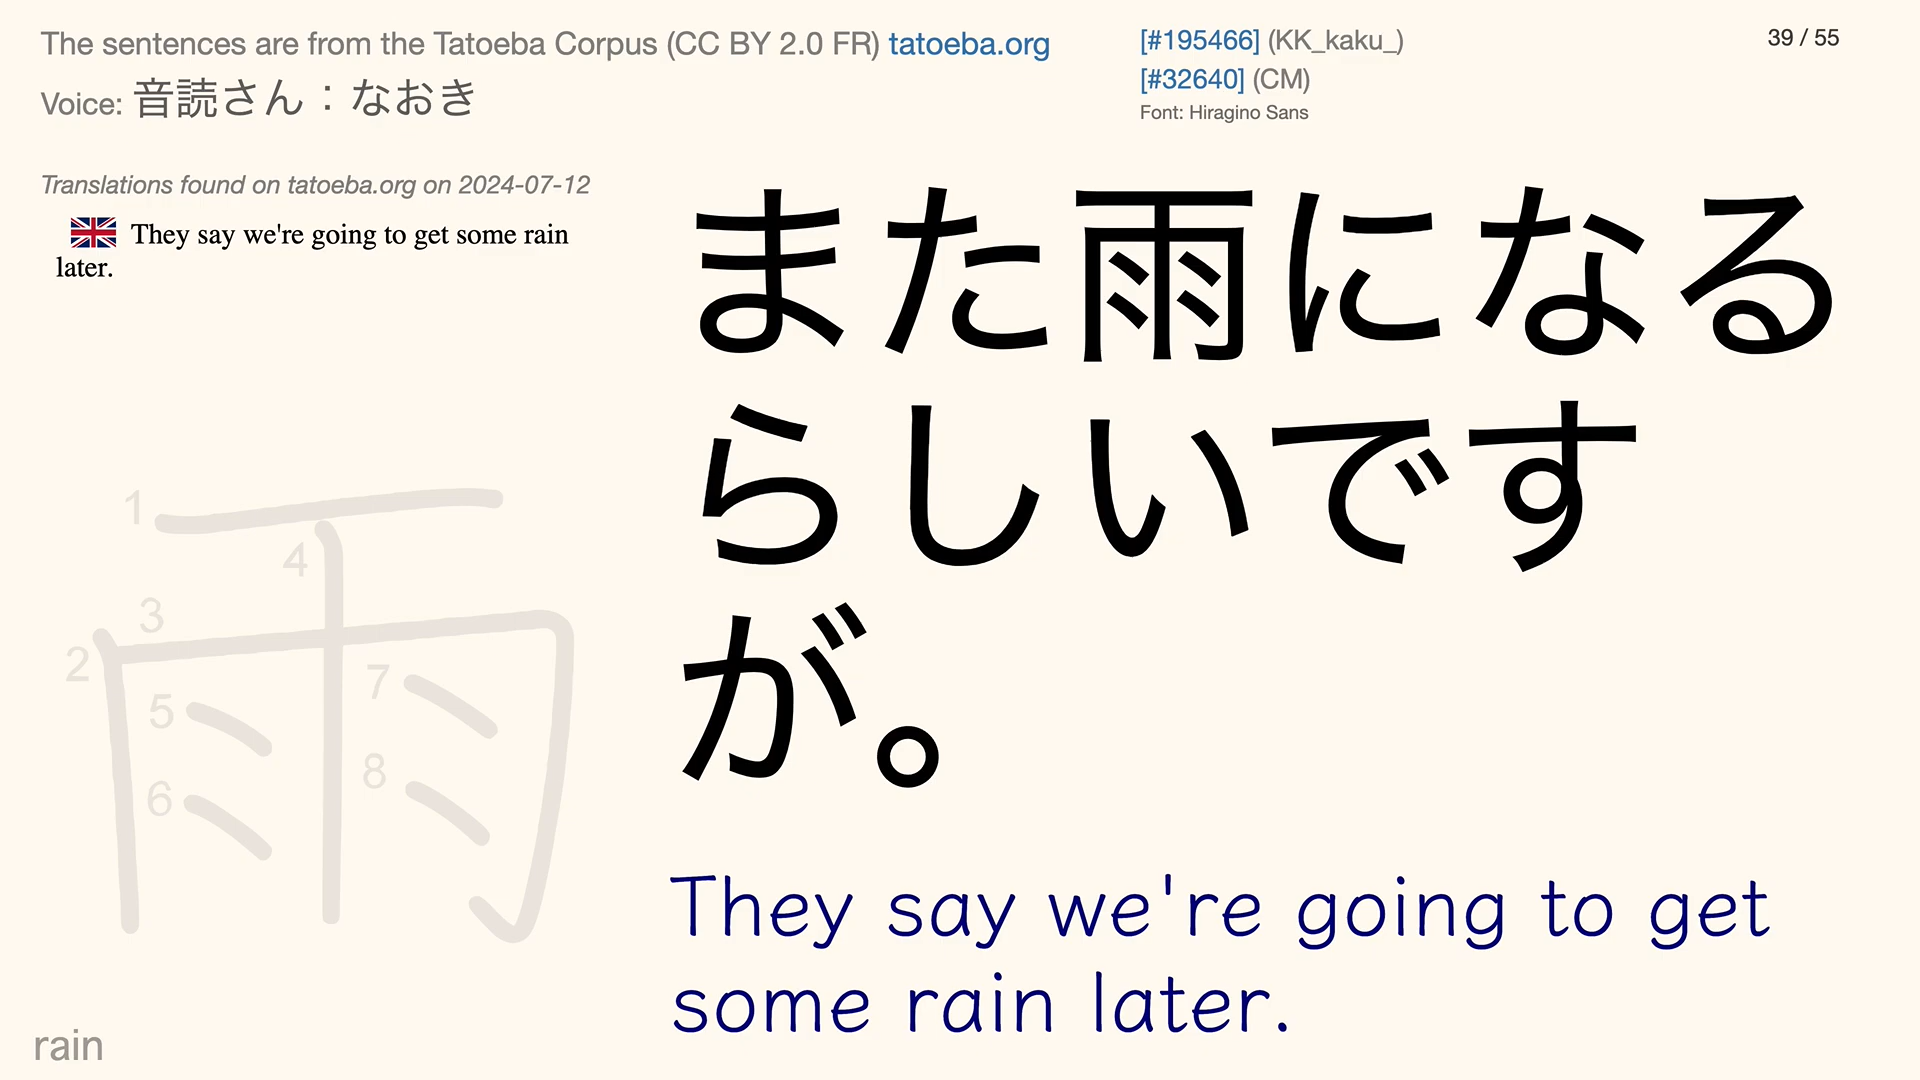 The sentences are from the Tatoeba Corpus (CC BY 2.0 FR) tatoeba.org
Voice: 音読さん：なおき
[#195466] (KK_kaku_)
[#32640] (CM)
Font: Hiragino Sans
39 / 55
Translations found on tatoeba.org on 2024-07-12
They say we're going to get some rain
later.
また雨になる
らしいです
が。
1
4
3
2
7
5
8
6
They say we're going to get
some rain later.
雨
rain